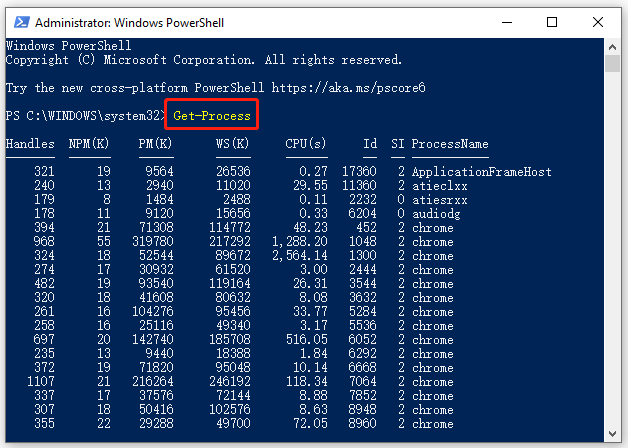 Administrator: Windows PowerShell
Windows PowerShell
Copyright (C) Microsoft Corporation. All rights reserved.
Try the new cross-platform PowerShell https://aka.ms/pscore6
PS C:\WINDOWS\system32> Get-Process
Handles NPM(K) PM(K) WS(K) CPU(s) Id SI ProcessName
321 19 9564 26536 0.27 17360 2 ApplicationFrameHost
240 13 2940 11020 29.55 11360 2 atieclxx
179 8 1484 2488 0.11 2232 0 atiesrxx
178 11 9120 15656 0.33 6204 0 audiodg
394 21 71308 114772 48.23 452 2 chrome
968 55 319780 217292 1,288.20 1048 2 chrome
324 18 52544 89672 2,564.14 1300 2 chrome
274 17 30932 61520 3.00 2444 2 chrome
482 19 93540 119164 26.31 3544 2 chrome
320 18 41608 80632 8.08 3632 2 chrome
261 16 104276 95456 33.77 5284 2 chrome
258 16 25116 49340 3.17 5536 2 chrome
697 20 142740 185708 516.05 6052 2 chrome
235 13 9440 18388 1.84 6292 2 chrome
372 19 71820 95048 10.14 6668 2 chrome
1107 21 216264 246192 118.34 7064 2 chrome
337 17 37576 72144 8.88 7852 2 chrome
307 18 50416 102576 8.63 8948 2 chrome
355 22 29288 49700 72.05 8960 2 chrome